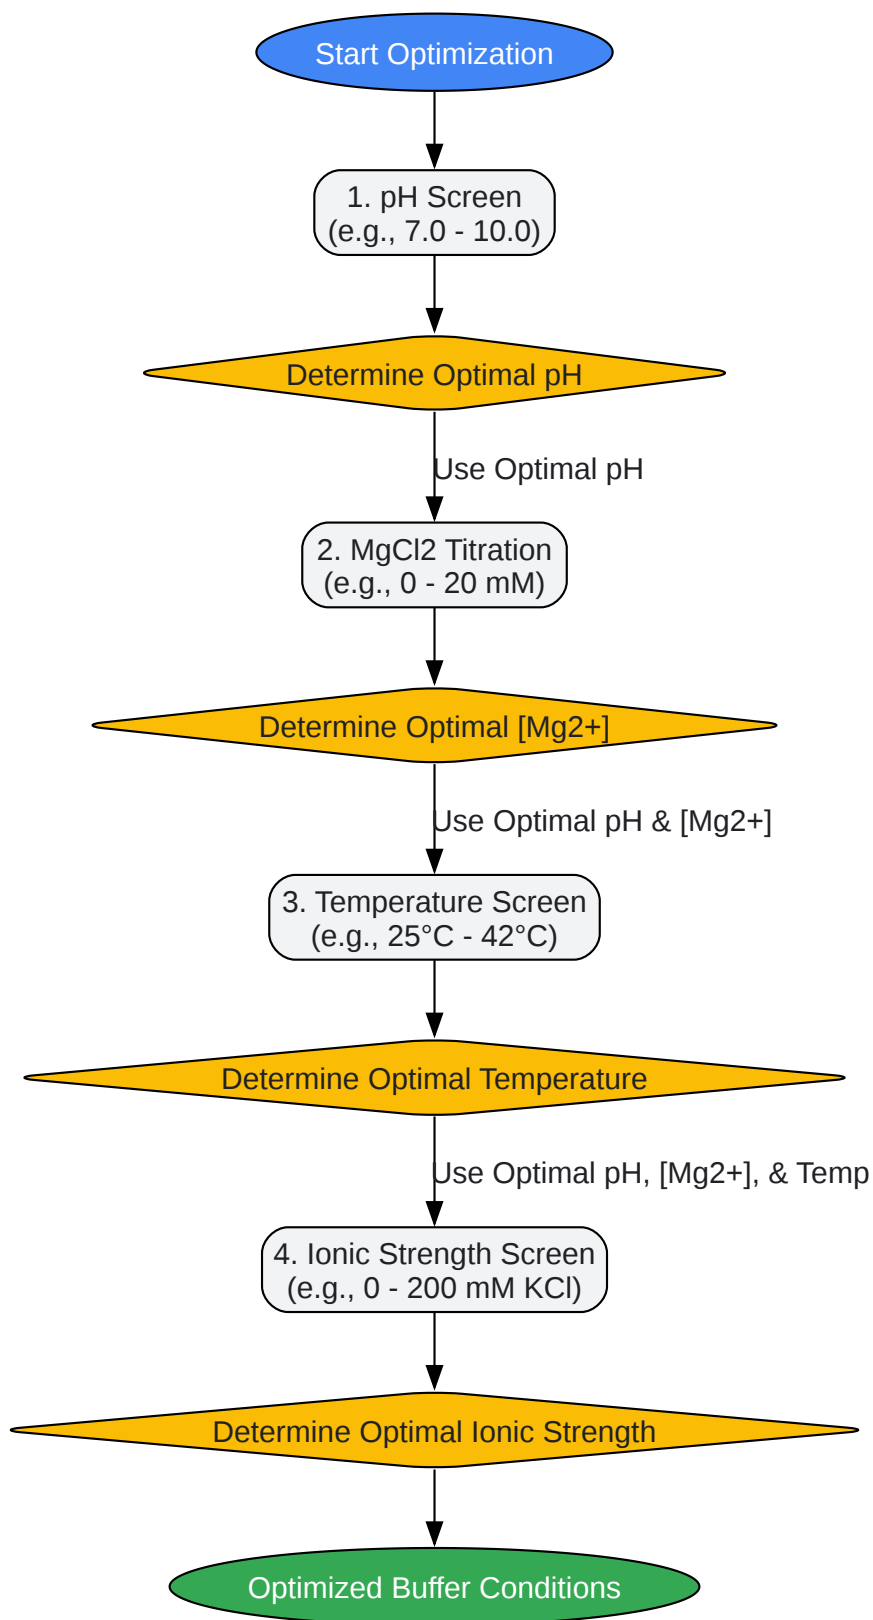 Start Optimization
1. pH Screen
(e.g., 7.0 - 10.0)
Determine Optimal pH
Use Optimal pH
2. MgCl2 Titration
(e.g., 0 - 20 mM)
Determine Optimal [Mg2+]
Use Optimal pH & [Mg2+]
3. Temperature Screen
(e.g., 25°C - 42°C)
Determine Optimal Temperature
Use Optimal pH, [Mg2+], & Temp
4. Ionic Strength Screen
(e.g., 0 - 200 mM KCl)
Determine Optimal Ionic Strength
Optimized Buffer Conditions